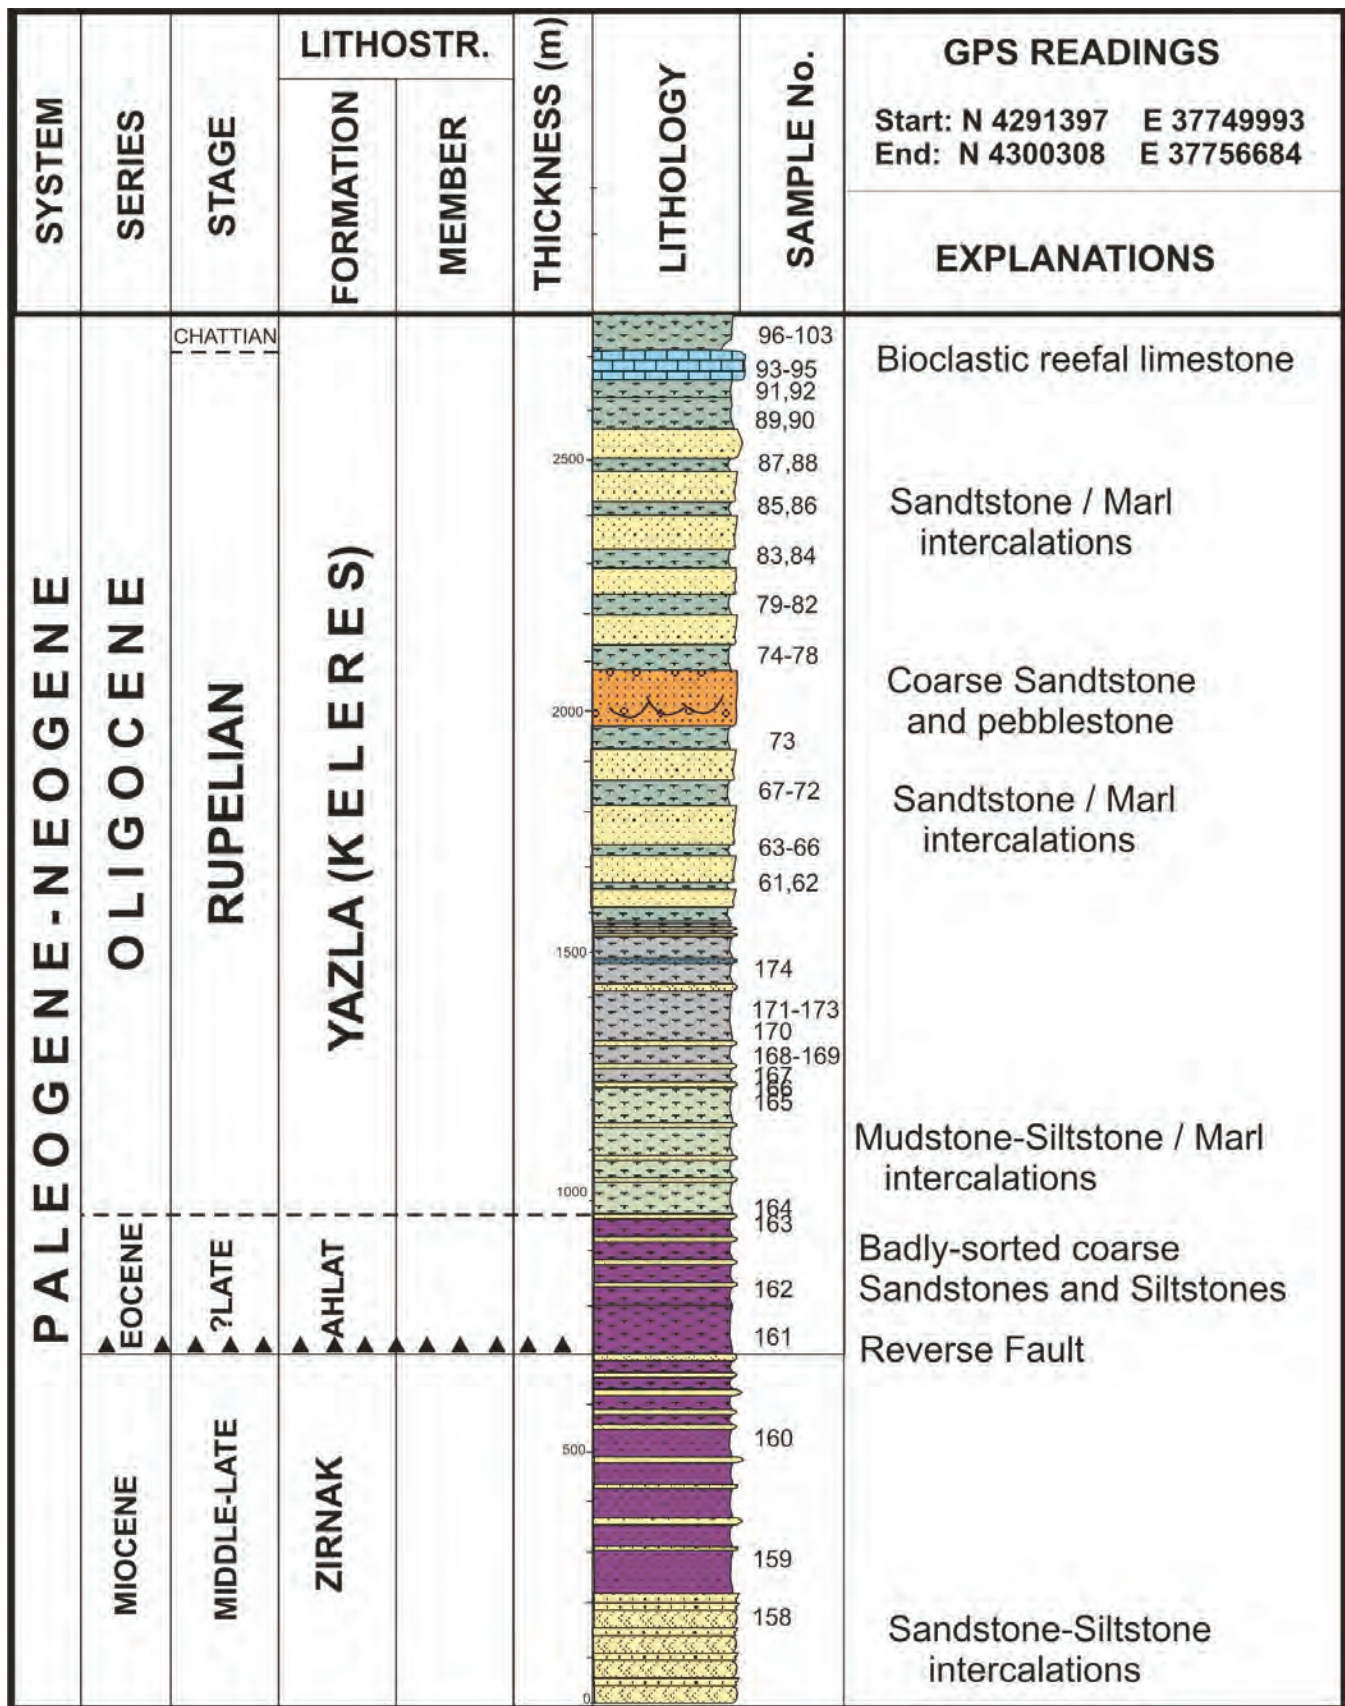 SYSTEM
SERIES
STAGE
LITHOSTR.
FORMATION
MEMBER
THICKNESS (m)
LITHOLOGY
SAMPLE No.
GPS READINGS
Start: N 4291397 E 37749993
End: N 4300308 E 37756684
EXPLANATIONS
PALEOGENE-NEOGENE
OLIGOCENE
EOCENE
MIOCENE
CHATTIAN
RUPELIAN
?LATE
MIDDLE-LATE
YAZLA (KELERES)
AHLAT
ZIRNAK
2500
2000
1500
1000
500
0
96-103
93-95
91,92
89,90
87,88
85,86
83,84
79-82
74-78
73
67-72
63-66
61,62
174
171-173
170
168-169
167
166
165
164
163
162
161
160
159
158
Bioclastic reefal limestone
Sandtstone / Marl
intercalations
Coarse Sandtstone
and pebblestone
Sandtstone / Marl
intercalations
Mudstone-Siltstone / Marl
intercalations
Badly-sorted coarse
Sandstones and Siltstones
Reverse Fault
Sandstone-Siltstone
intercalations